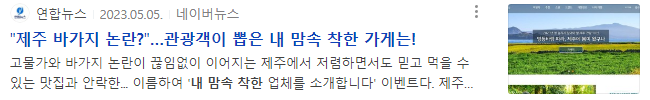 연합뉴스 · 2023.05.05. · 네이버뉴스
"제주 바가지 논란?"...관광객이 뽑은 내 맘속 착한 가게는!
고물가와 바가지 논란이 끊임없이 이어지는 제주에서 저렴하면서도 믿고 먹을 수
있는 맛집과 안락한... 이름하여 '내 맘속 착한 업체를 소개합니다' 이벤트다. 제주...